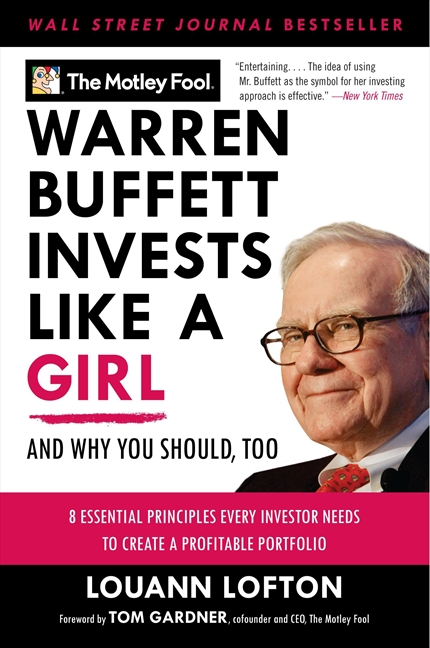 WALL STREET JOURNAL BESTSELLER
The Motley Fool®
"Entertaining. . . . The idea of using
Mr. Buffett as the symbol for her investing
approach is effective." —New York Times
WARREN
BUFFETT
INVESTS
LIKE A
GIRL
AND WHY YOU SHOULD, TOO
8 ESSENTIAL PRINCIPLES EVERY INVESTOR NEEDS
TO CREATE A PROFITABLE PORTFOLIO
LOUANN LOFTON
Foreword by TOM GARDNER, cofounder and CEO, The Motley Fool